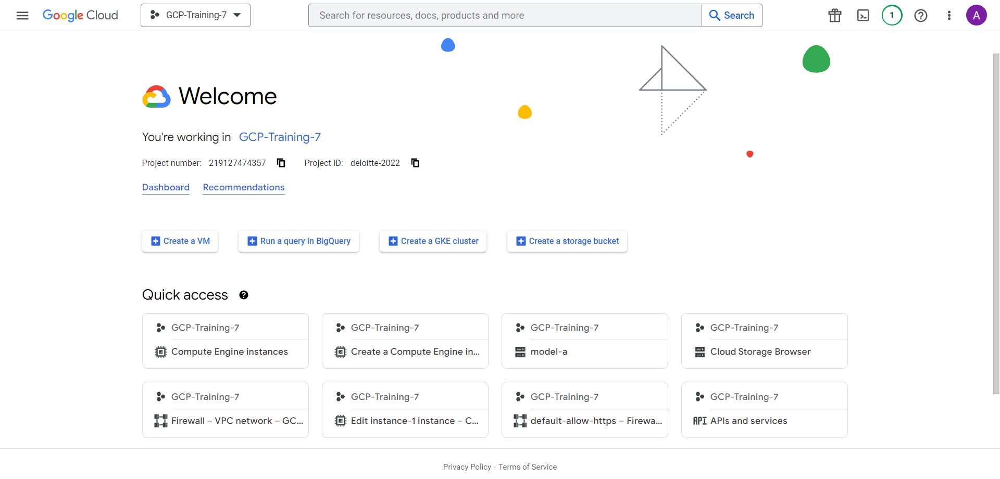 Google Cloud
GCP-Training-7
Search for resources, docs, products and more
Search
1
A
Welcome
You're working in GCP-Training-7
Project number: 219127474357 Project ID: deloitte-2022
Dashboard Recommendations
Create a VM
Run a query in BigQuery
Create a GKE cluster
Create a storage bucket
Quick access
GCP-Training-7
Compute Engine instances
GCP-Training-7
Create a Compute Engine in...
GCP-Training-7
model-a
GCP-Training-7
Cloud Storage Browser
GCP-Training-7
Firewall – VPC network – GC...
GCP-Training-7
Edit instance-1 instance – C...
GCP-Training-7
default-allow-https – Firewa...
GCP-Training-7
API APIs and services
Privacy Policy · Terms of Service